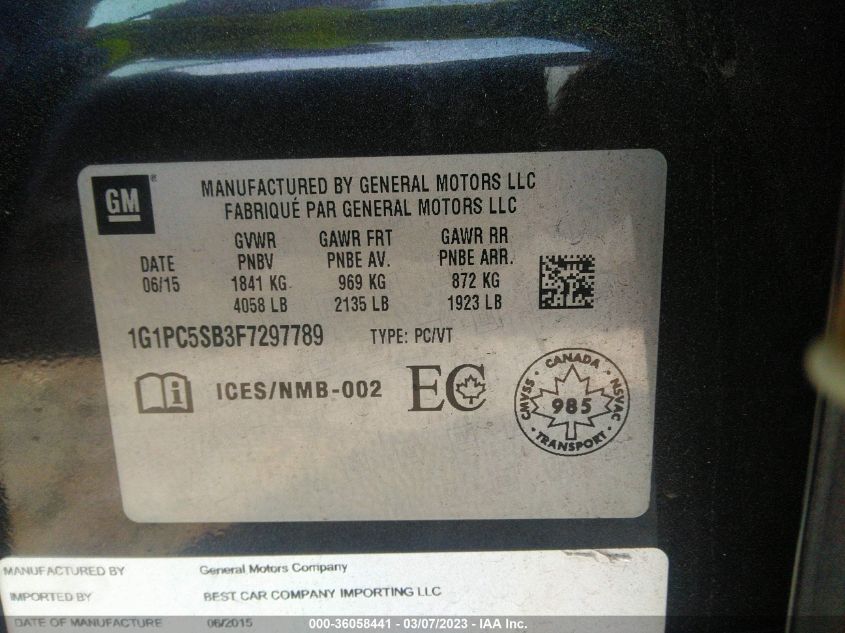 GM ®
MANUFACTURED BY GENERAL MOTORS LLC
FABRIQUÉ PAR GENERAL MOTORS LLC
GVWR GAWR FRT GAWR RR
DATE PNBV PNBE AV. PNBE ARR.
06/15 1841 KG 969 KG 872 KG
4058 LB 2135 LB 1923 LB
1G1PC5SB3F7297789 TYPE: PC/VT
i ICES/NMB-002 EC
CANADA
CMVSS 985 NSVAC
TRANSPORT
MANUFACTURED BY General Motors Company
IMPORTED BY BEST CAR COMPANY IMPORTING LLC
DATE OF MANUFACTURE 06/2015
000-36058441 - 03/07/2023 - IAA Inc.